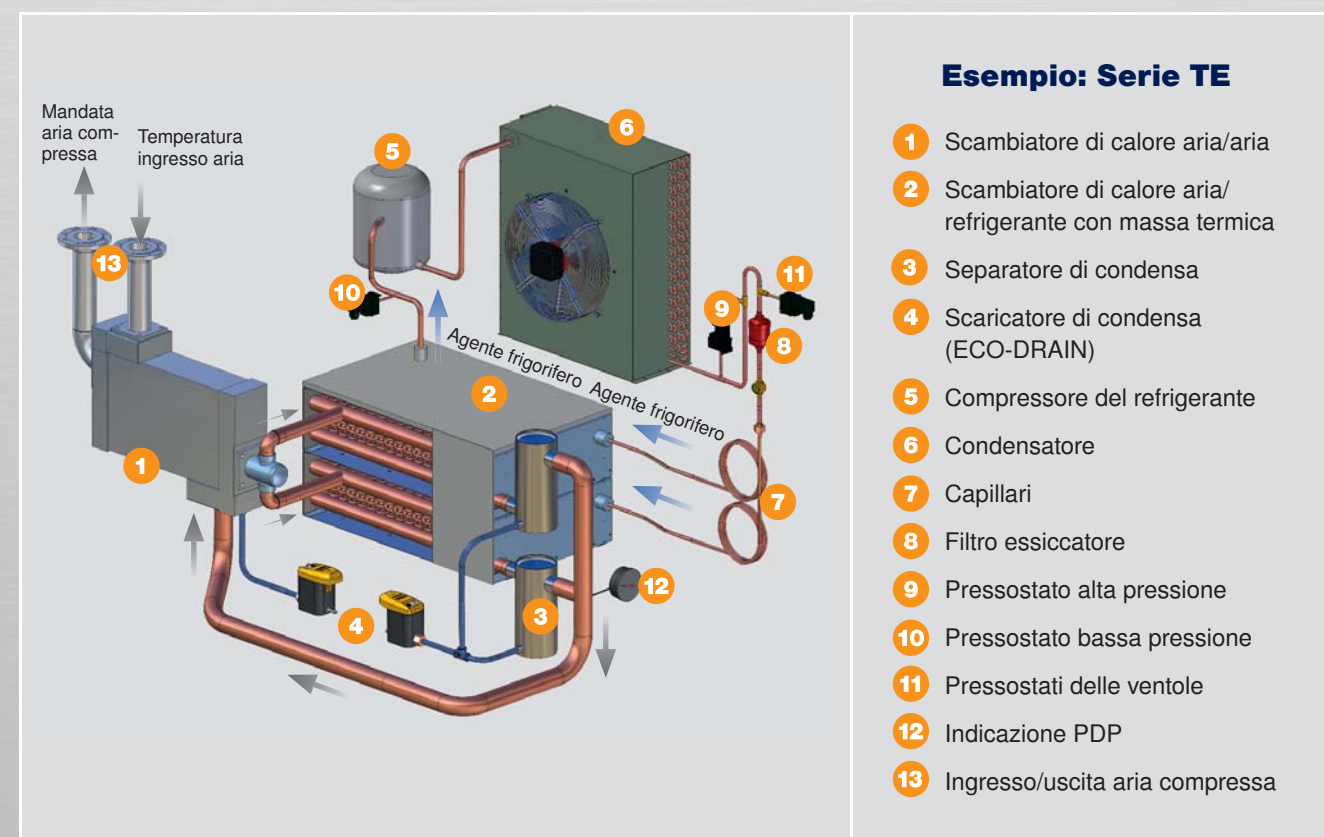 Mandata
aria com-
pressa
Temperatura
ingresso aria
13
1
5
10
6
Agente frigorifero
Agente frigorifero
2
9
11
8
7
12
3
4
Esempio: Serie TE
1 Scambiatore di calore aria/aria
2 Scambiatore di calore aria/
refrigerante con massa termica
3 Separatore di condensa
4 Scaricatore di condensa
(ECO-DRAIN)
5 Compressore del refrigerante
6 Condensatore
7 Capillari
8 Filtro essiccatore
9 Pressostato alta pressione
10 Pressostato bassa pressione
11 Pressostati delle ventole
12 Indicazione PDP
13 Ingresso/uscita aria compressa